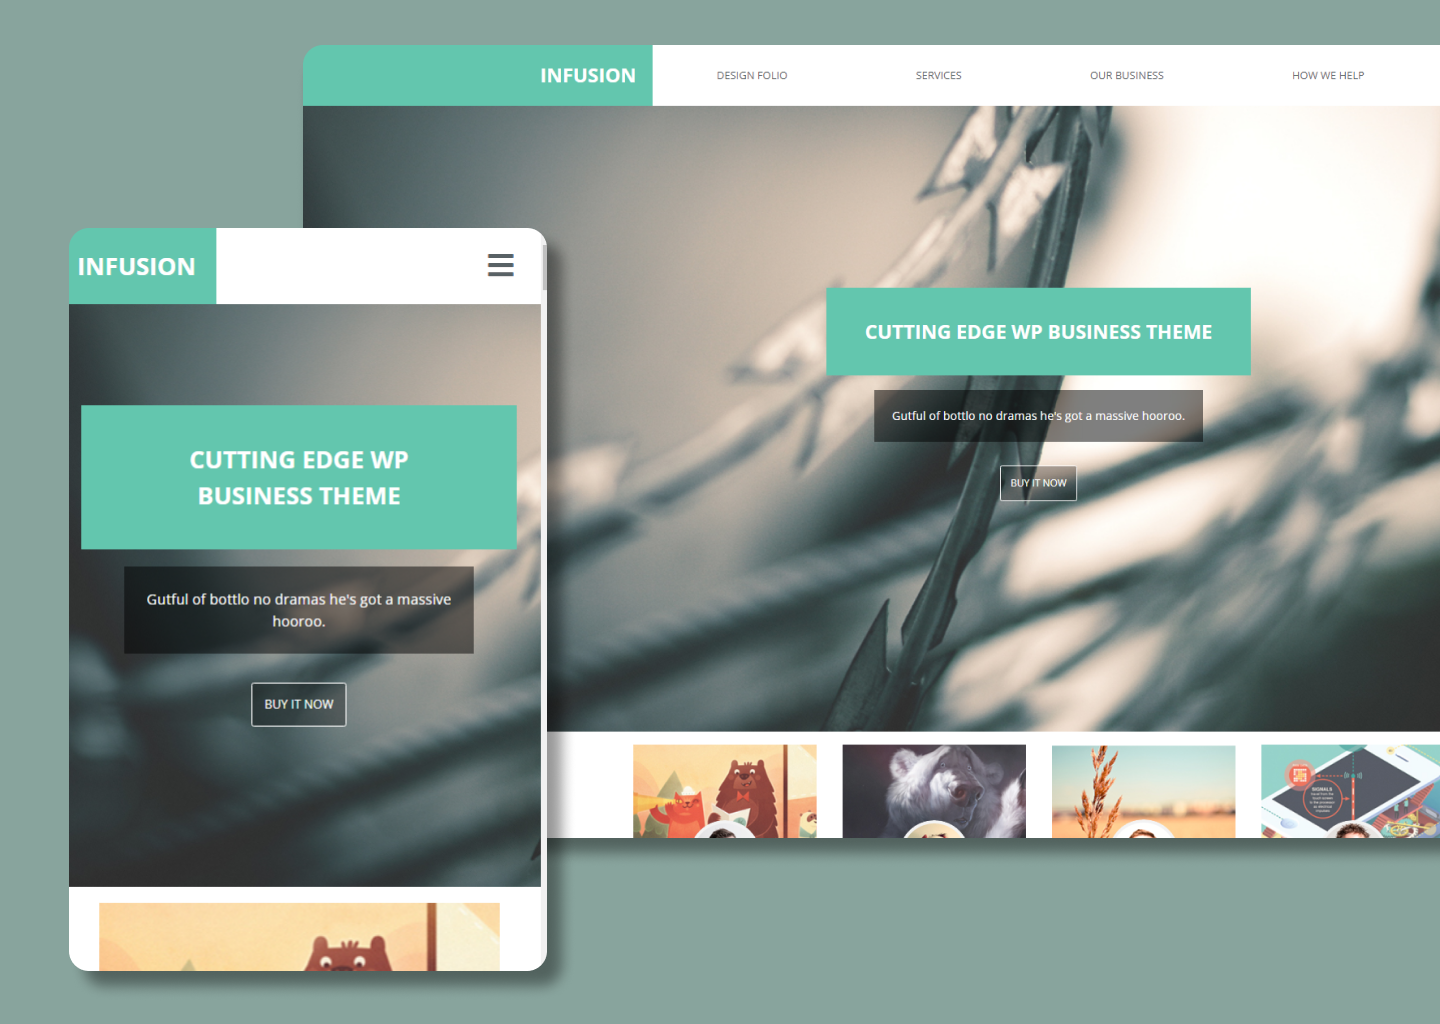 INFUSION
DESIGN FOLIO
SERVICES
OUR BUSINESS
HOW WE HELP
CUTTING EDGE WP BUSINESS THEME
Gutful of bottlo no dramas he's got a massive hooroo.
BUY IT NOW
SIGNALS
INFUSION
CUTTING EDGE WP
BUSINESS THEME
Gutful of bottlo no dramas he's got a massive
hooroo.
BUY IT NOW